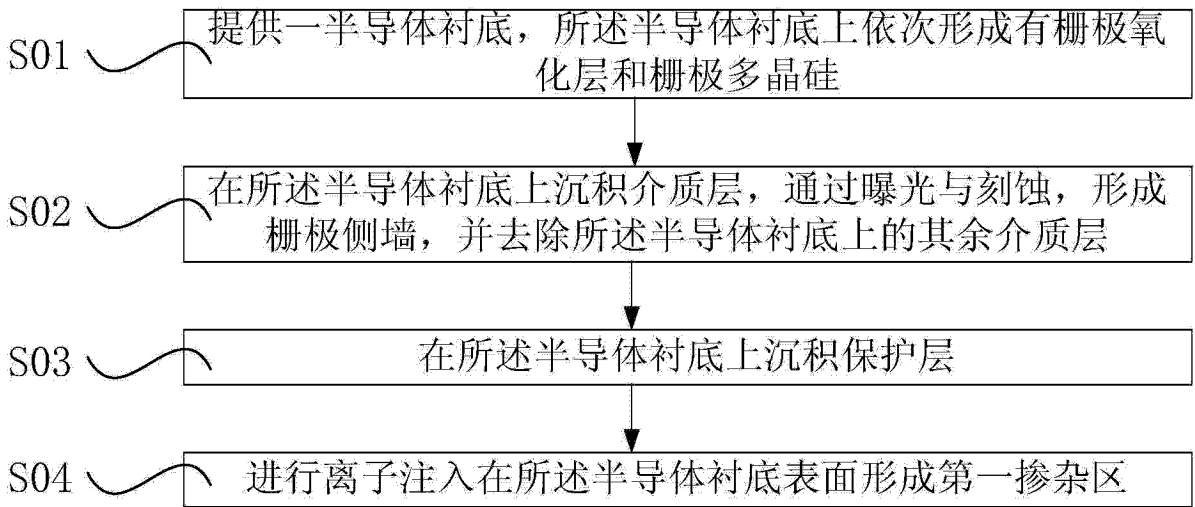 S01
提供一半导体衬底，所述半导体衬底上依次形成有栅极氧
化层和栅极多晶硅
S02
在所述半导体衬底上沉积介质层，通过曝光与刻蚀，形成
栅极侧墙，并去除所述半导体衬底上的其余介质层
S03
在所述半导体衬底上沉积保护层
S04
进行离子注入在所述半导体衬底表面形成第一掺杂区